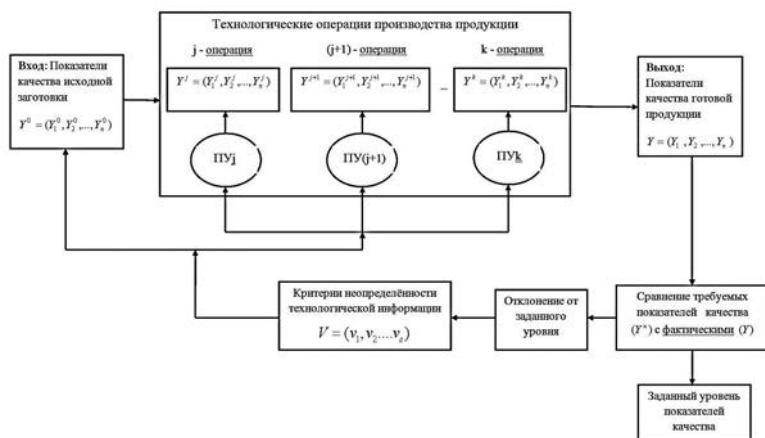 Технологические операции производства продукции
j - операция
(j+1) - операция
k - операция
Вход: Показатели
качества исходной
заготовки
Y⁰ = (Y₁⁰, Y₂⁰, ..., Yₙ⁰)
Yʲ = (Y₁ʲ, Y₂ʲ, ..., Yₙʲ)
Yʲ⁺¹ = (Y₁ʲ⁺¹, Y₂ʲ⁺¹, ..., Yₙʲ⁺¹)
–
Yᵏ = (Y₁ᵏ, Y₂ᵏ, ..., Yₙᵏ)
Выход:
Показатели
качества готовой
продукции
Y = (Y₁, Y₂, ..., Yₙ)
ПУj
ПУ(j+1)
ПУk
Критерии неопределённости
технологической информации
V = (v₁, v₂....vₛ)
Отклонение от
заданного
уровня
Сравнение требуемых
показателей качества
(Y*) с фактическими (Y)
Заданный уровень
показателей
качества